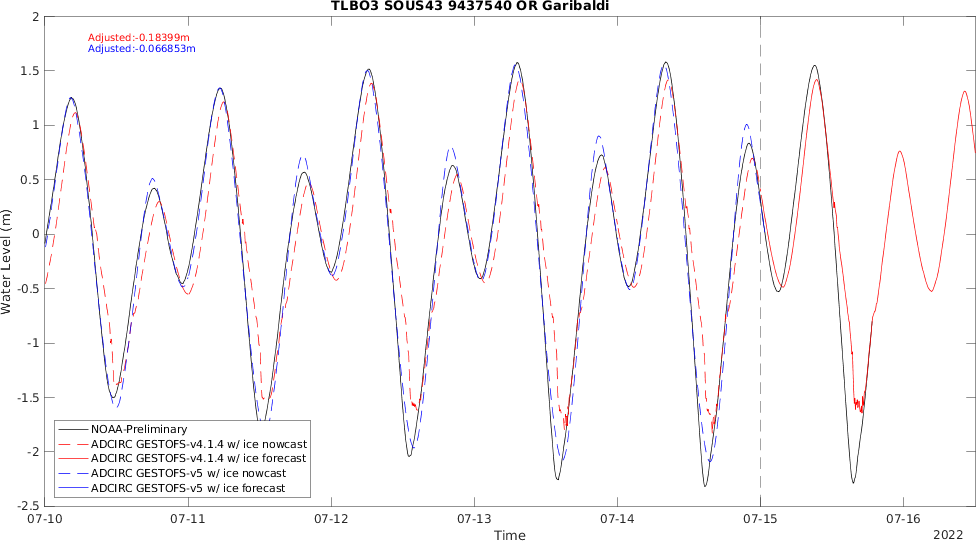 TLBO3 SOUS43 9437540 OR Garibaldi
Adjusted:-0.18399m
Adjusted:-0.066853m
2
1.5
1
0.5
0
-0.5
-1
-1.5
-2
-2.5
Water Level (m)
NOAA-Preliminary
ADCIRC GESTOFS-v4.1.4 w/ ice nowcast
ADCIRC GESTOFS-v4.1.4 w/ ice forecast
ADCIRC GESTOFS-v5 w/ ice nowcast
ADCIRC GESTOFS-v5 w/ ice forecast
07-10 07-11 07-12 07-13 07-14 07-15 07-16
Time
2022